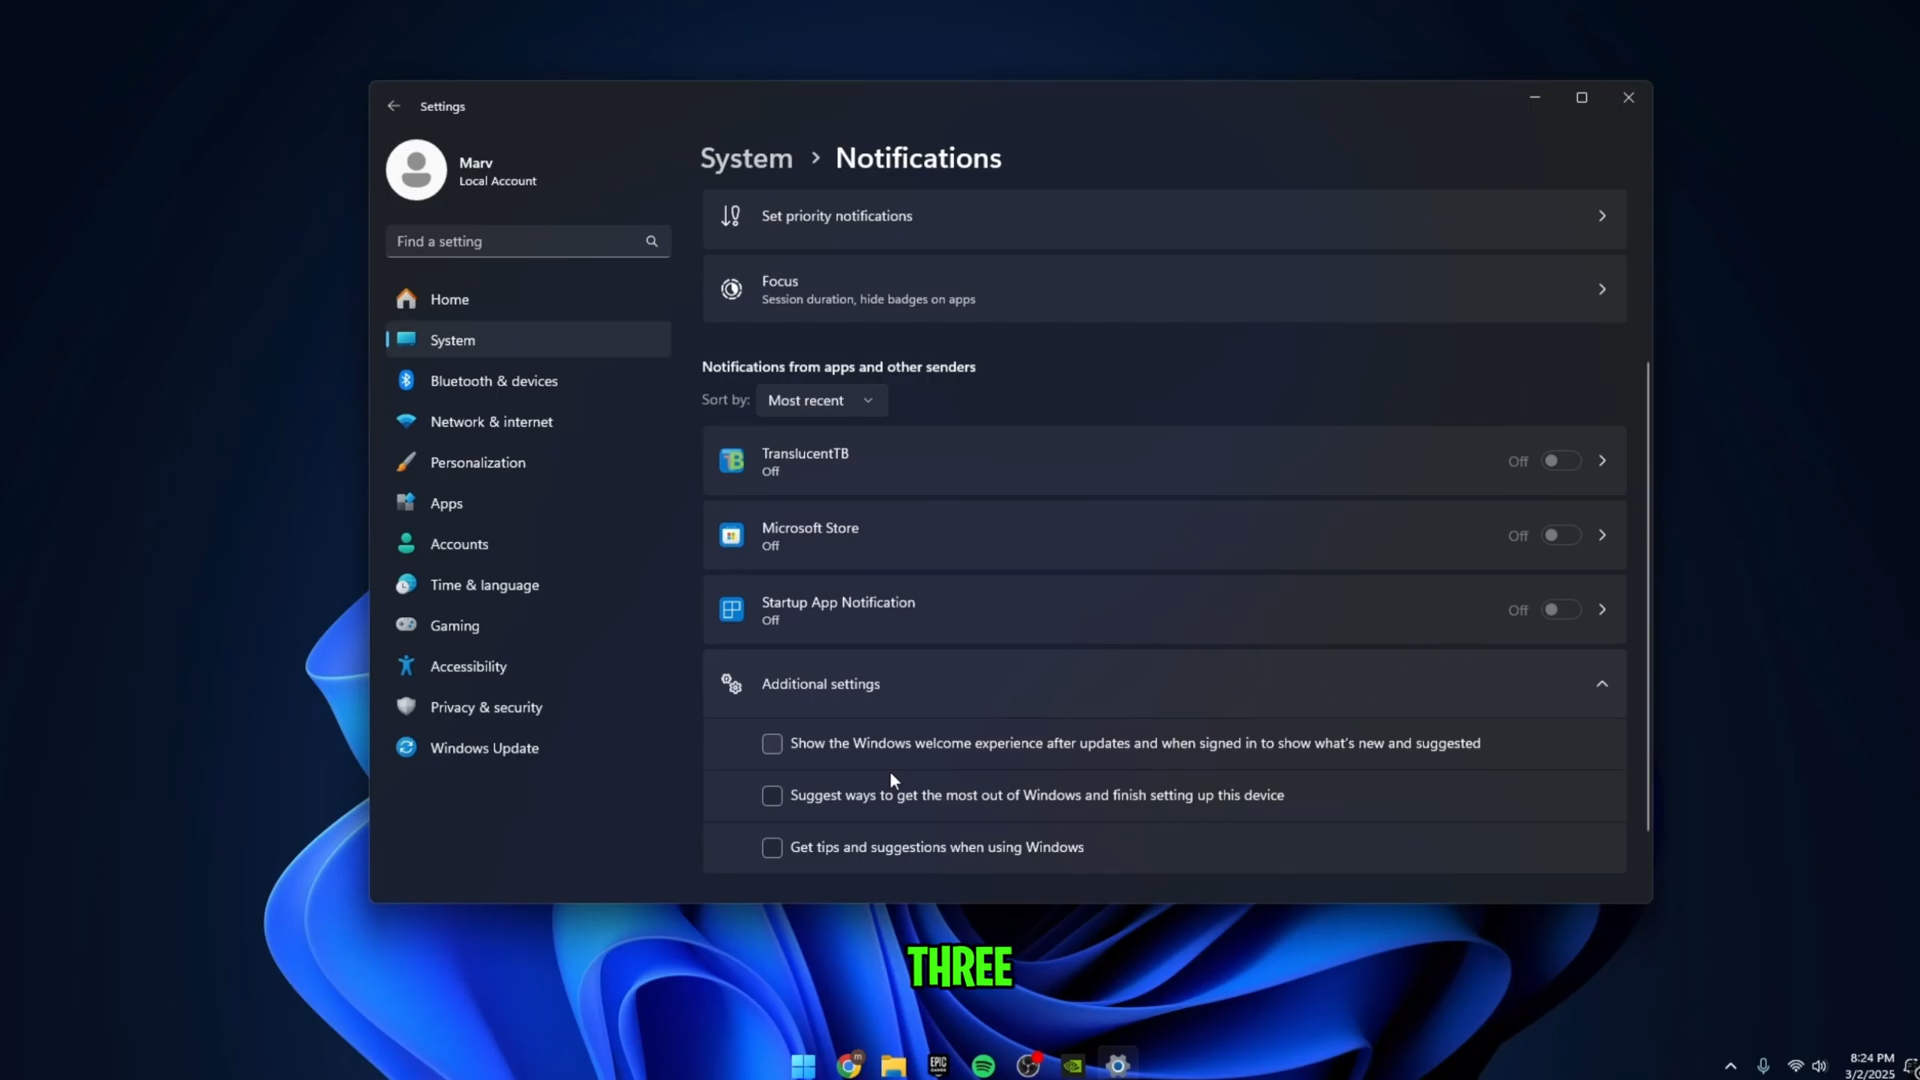 Settings
Marv
Local Account
Find a setting
Home
System
Bluetooth & devices
Network & internet
Personalization
Apps
Accounts
Time & language
Gaming
Accessibility
Privacy & security
Windows Update
System > Notifications
Set priority notifications
Focus
Session duration, hide badges on apps
Notifications from apps and other senders
Sort by: Most recent
TranslucentTB
Off
Off
Microsoft Store
Off
Off
Startup App Notification
Off
Off
Additional settings
Show the Windows welcome experience after updates and when signed in to show what's new and suggested
Suggest ways to get the most out of Windows and finish setting up this device
Get tips and suggestions when using Windows
THREE
m
EPIC
GAMES
8:24 PM
3/2/2025